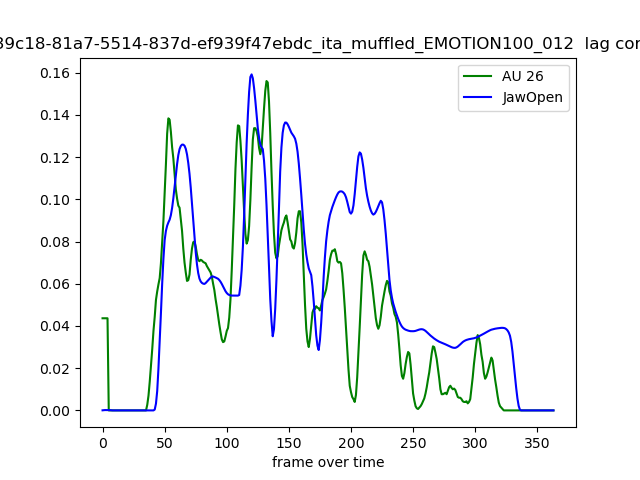 39c18-81a7-5514-837d-ef939f47ebdc_ita_muffled_EMOTION100_012 lag cor
AU 26
JawOpen
0.16
0.14
0.12
0.10
0.08
0.06
0.04
0.02
0.00
0 50 100 150 200 250 300 350
frame over time